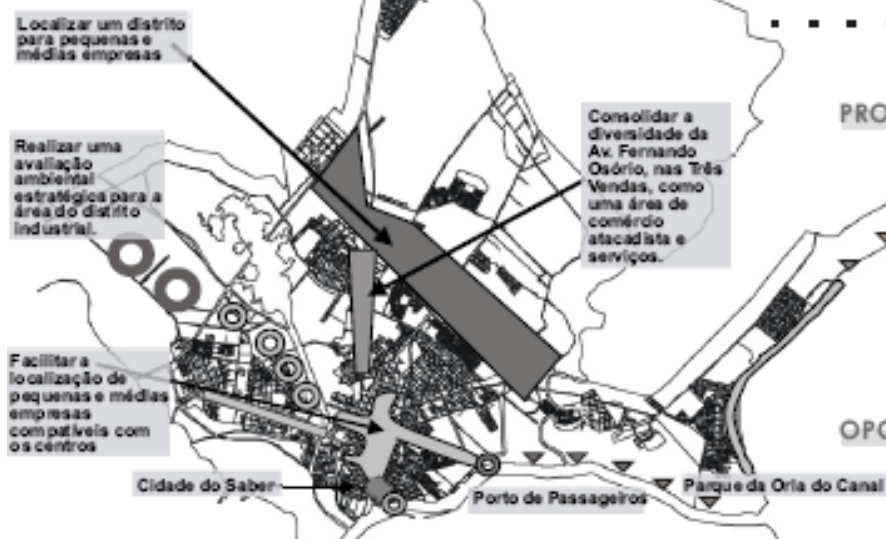 Localizar um distrito
para pequenas e
médias empresas
Realizar uma
avaliação
ambiental
estratégica para a
área do distrito
industrial.
Consolidar a
diversidade da
Av. Fernando
Osório, nas Três
Vendas, como
uma área de
comércio
atacadista e
serviços.
PRO
Facilitar a
localização de
pequenas e médias
empresas
compatíveis com
os centros
OPO
Cidade do Saber
Porto de Passageiros
Parque da Orla do Canal